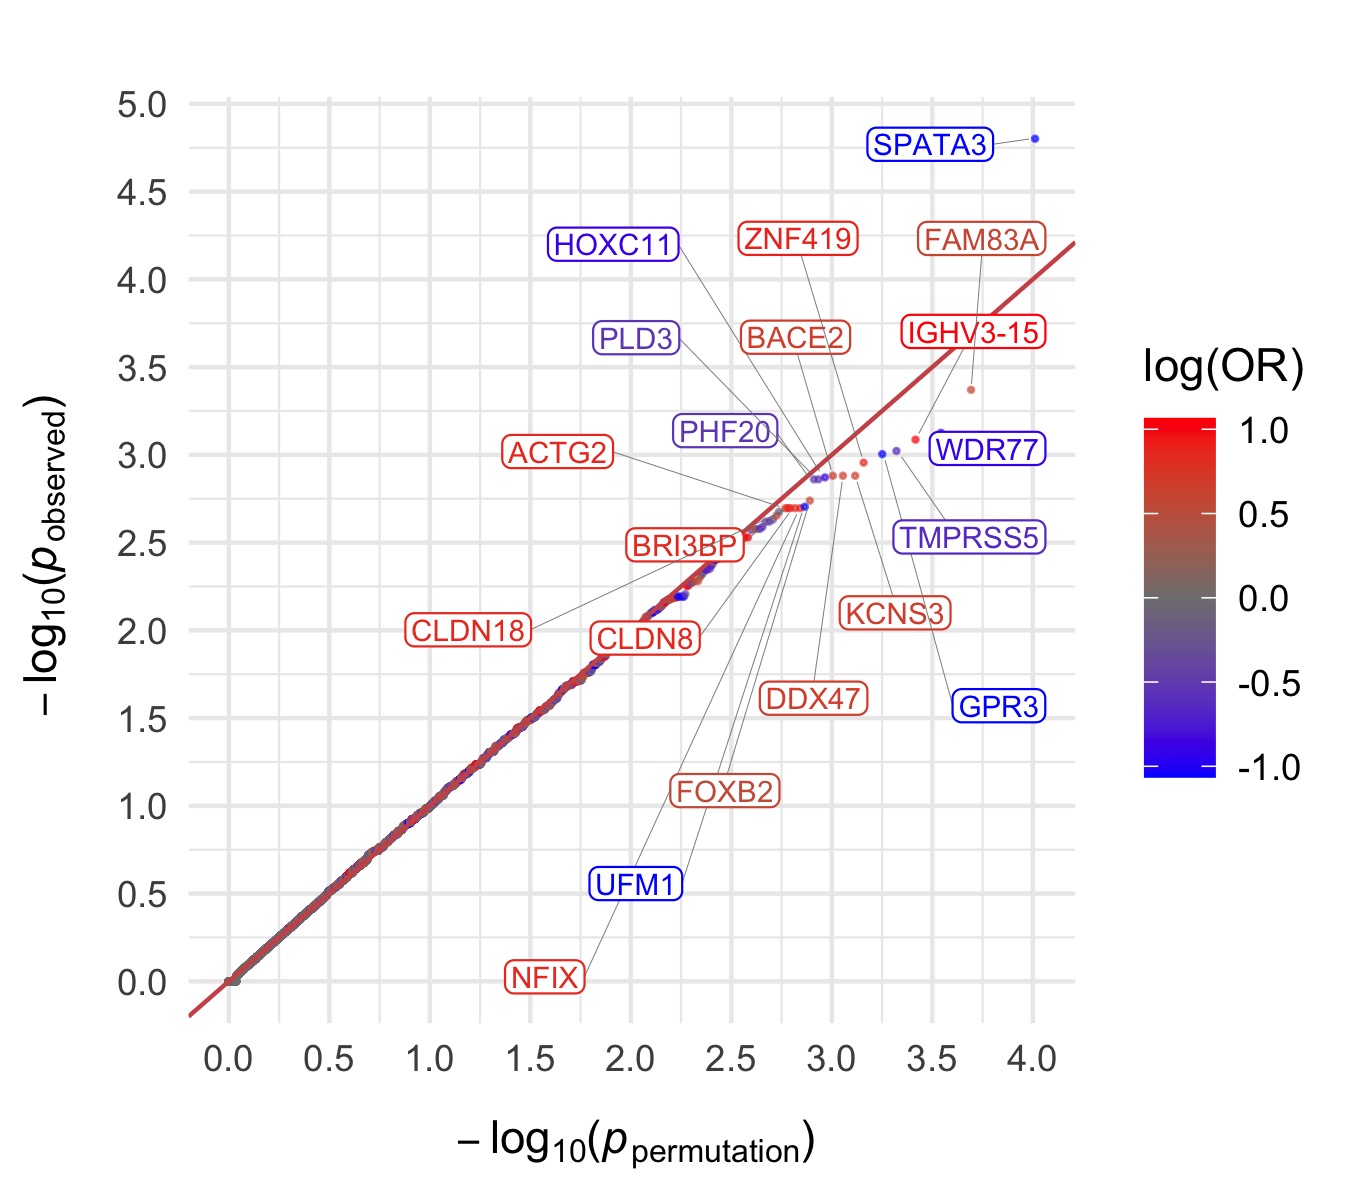 5.0
4.5
4.0
3.5
3.0
2.5
2.0
1.5
1.0
0.5
0.0
− log10(p observed)
SPATA3
HOXC11
ZNF419
FAM83A
PLD3
BACE2
IGHV3-15
PHF20
ACTG2
WDR77
BRI3BP
TMPRSS5
CLDN18
CLDN8
KCNS3
DDX47
GPR3
FOXB2
UFM1
NFIX
0.0 0.5 1.0 1.5 2.0 2.5 3.0 3.5 4.0
− log10(p permutation)
log(OR)
1.0
0.5
0.0
-0.5
-1.0